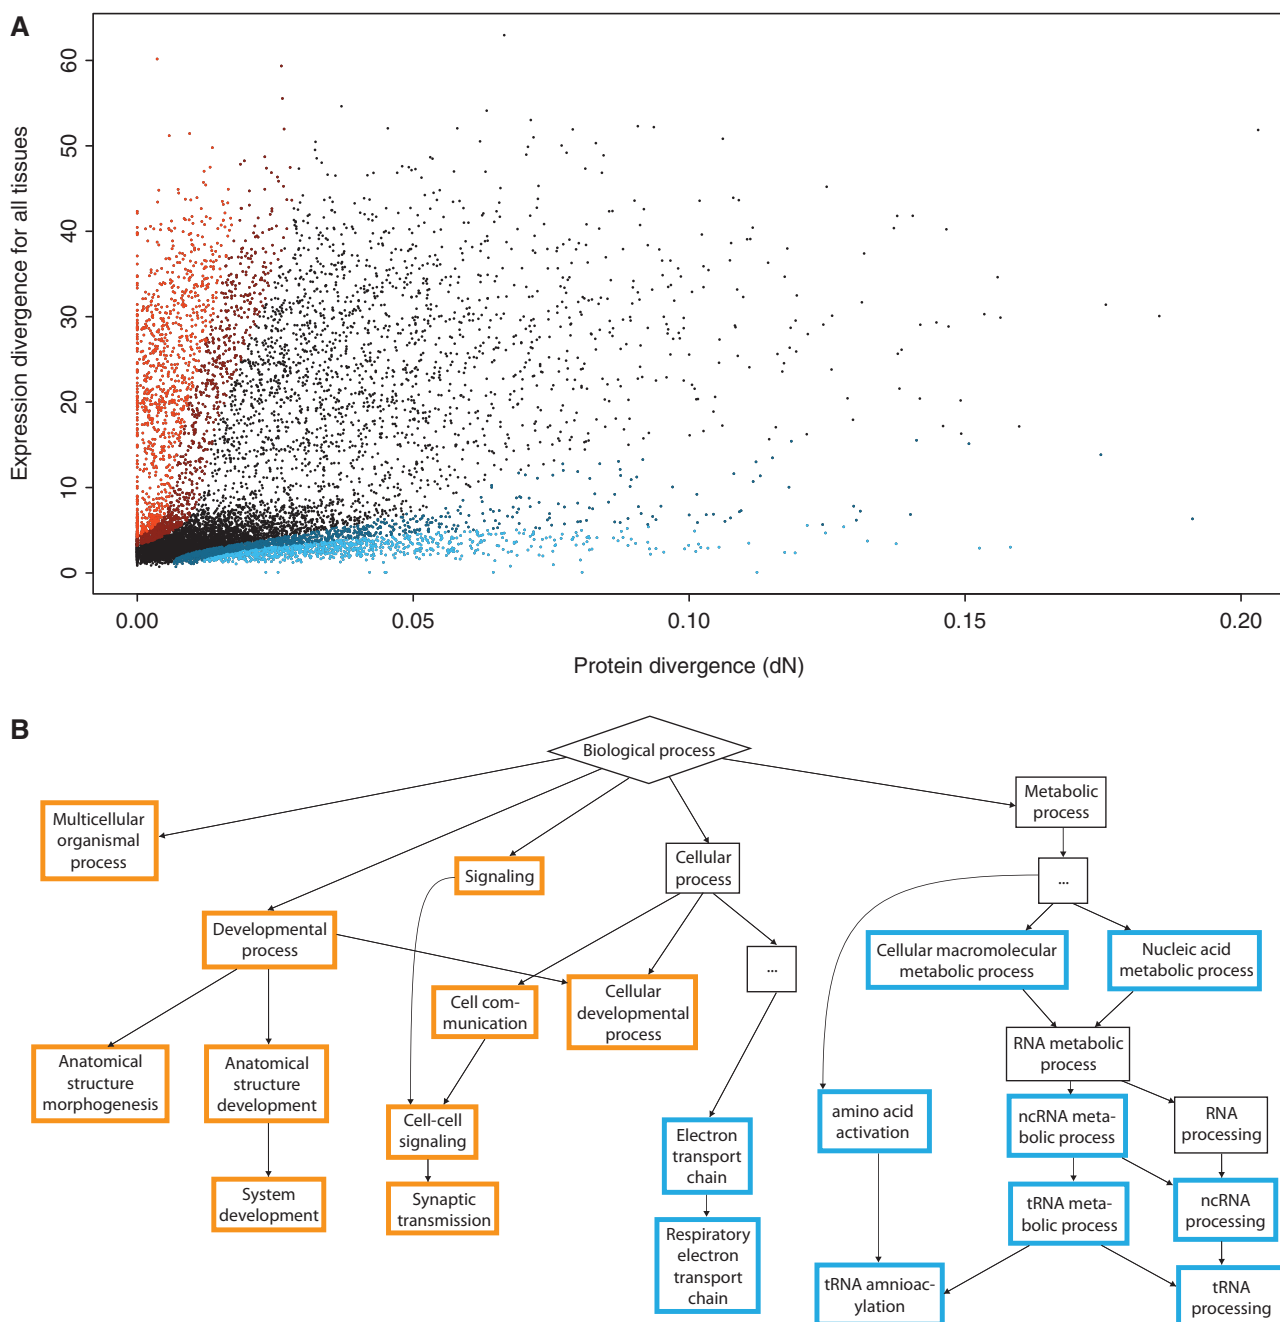 A
Expression divergence for all tissues
60
50
40
30
20
10
0
0.00
0.05
0.10
0.15
0.20
Protein divergence (dN)
B
Biological process
Multicellular
organismal
process
Metabolic
process
Signaling
Cellular
process
...
Developmental
process
...
Cellular macromolecular
metabolic process
Nucleic acid
metabolic process
Cell com-
munication
Cellular
developmental
process
RNA metabolic
process
Anatomical
structure
morphogenesis
Anatomical
structure
development
Cell-cell
signaling
Electron
transport
chain
amino acid
activation
ncRNA meta-
bolic process
RNA
processing
System
development
Synaptic
transmission
Respiratory
electron
transport
chain
tRNA meta-
bolic process
ncRNA
processing
tRNA amnioac-
ylation
tRNA
processing